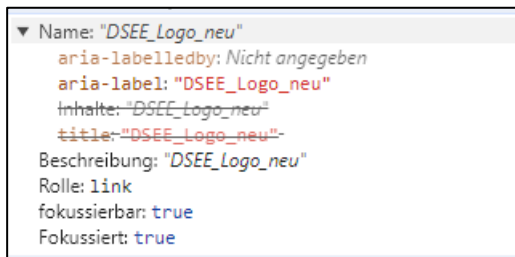 ▼ Name: "DSEE_Logo_neu"
aria-labelledby: Nicht angegeben
aria-label: "DSEE_Logo_neu"
Inhalte: "DSEE_Logo_neu"
title: "DSEE_Logo_neu"
Beschreibung: "DSEE_Logo_neu"
Rolle: link
fokussierbar: true
Fokussiert: true